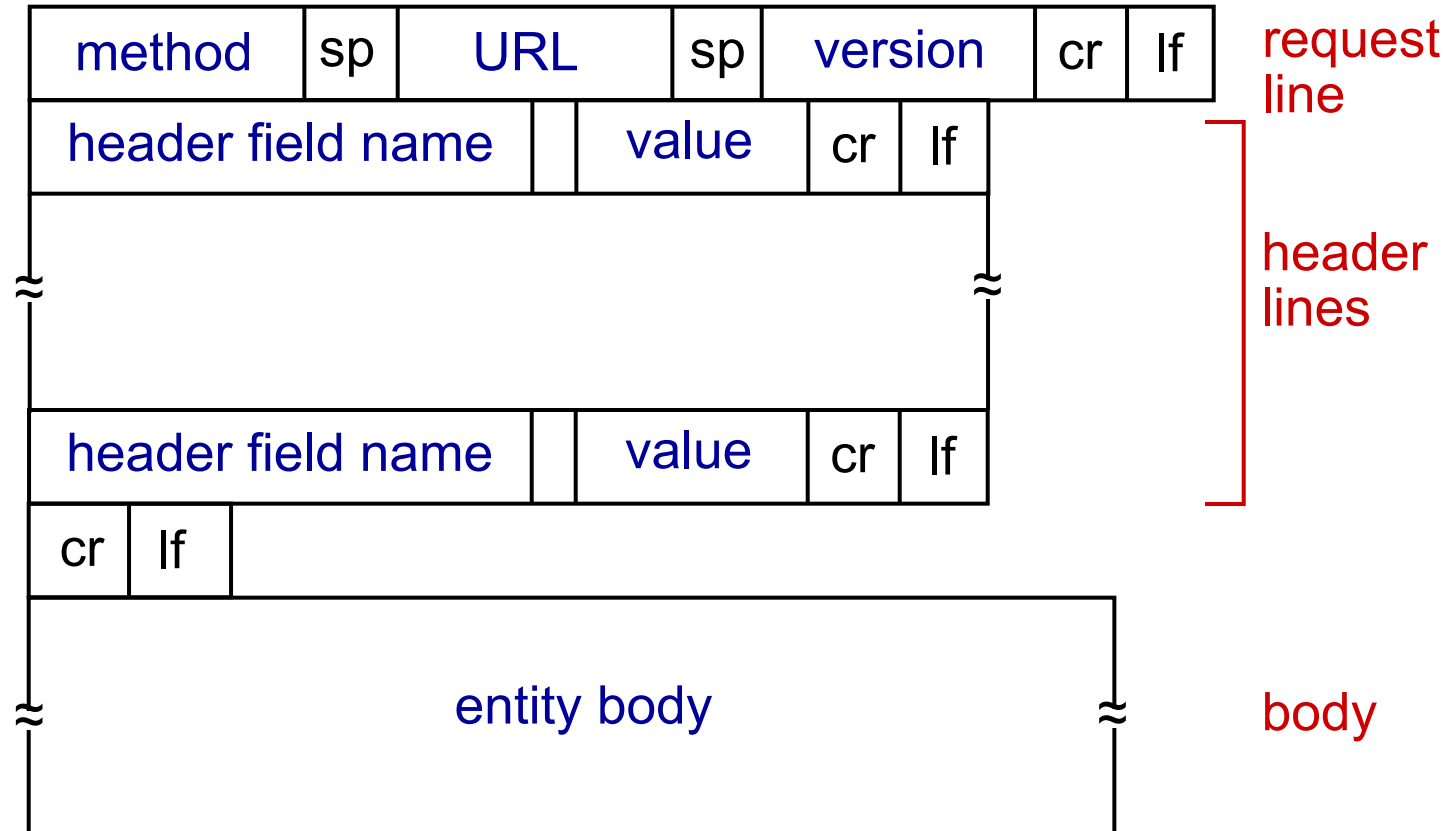 method sp URL sp version cr lf request
line
header field name value cr lf
header
lines
≈ ≈
header field name value cr lf
cr lf
≈ entity body ≈ body